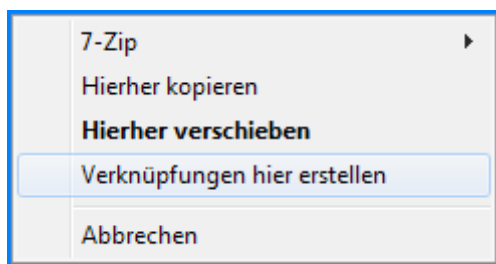 7-Zip
Hierher kopieren
Hierher verschieben
Verknüpfungen hier erstellen
Abbrechen